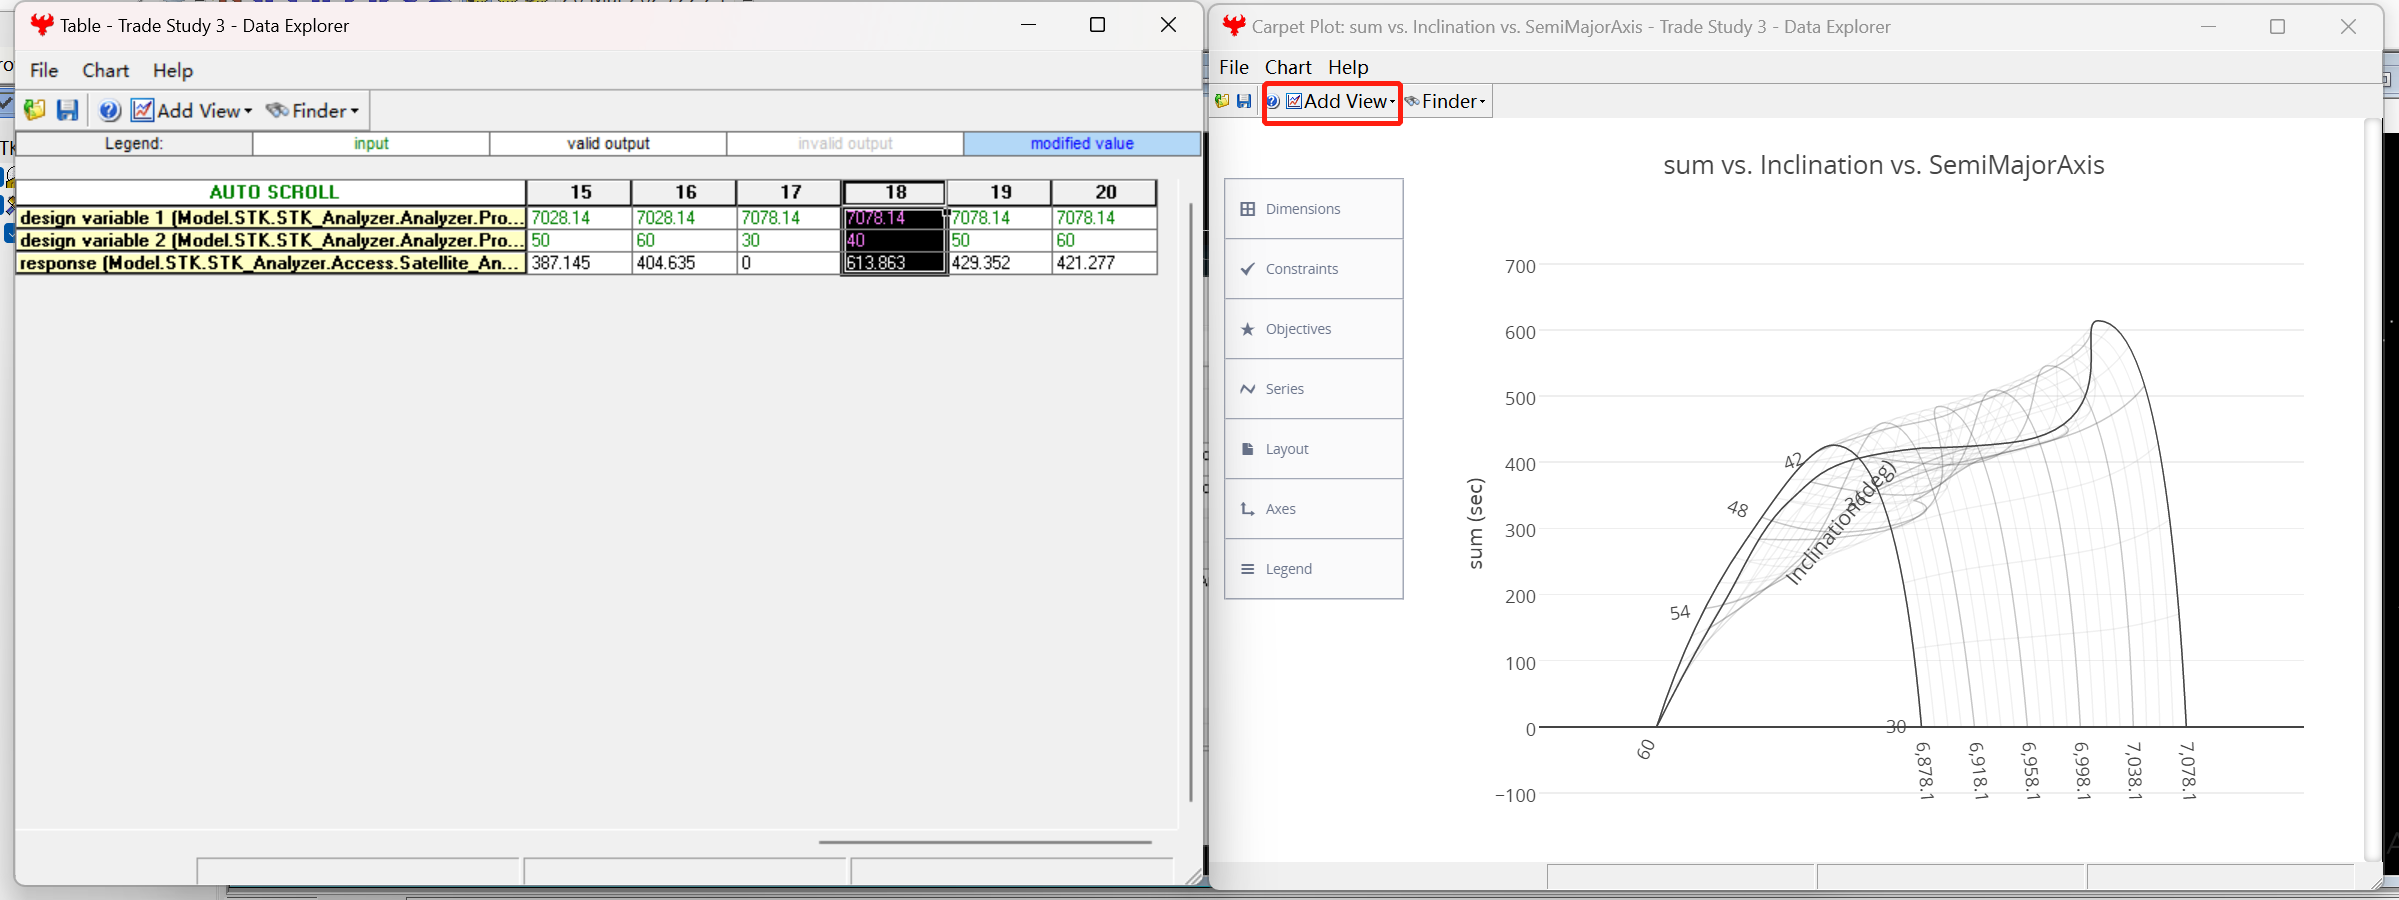 Table - Trade Study 3 - Data Explorer
File Chart Help
Add View Finder
Legend: input valid output invalid output modified value
AUTO SCROLL 15 16 17 18 19 20
design variable 1 (Model.STK.STK_Analyzer.Analyzer.Pro... 7028.14 7028.14 7078.14 7078.14 7078.14 7078.14
design variable 2 (Model.STK.STK_Analyzer.Analyzer.Pro... 50 60 30 40 50 60
response (Model.STK.STK_Analyzer.Access.Satellite_An... 387.145 404.635 0 613.863 429.352 421.277
Carpet Plot: sum vs. Inclination vs. SemiMajorAxis - Trade Study 3 - Data Explorer
File Chart Help
Add View Finder
Dimensions
Constraints
Objectives
Series
Layout
Axes
Legend
sum vs. Inclination vs. SemiMajorAxis
700
600
500
400
300
200
100
0
−100
sum (sec)
42
48
54
60
36
30
Inclination (deg)
6,878.1
6,918.1
6,958.1
6,998.1
7,038.1
7,078.1